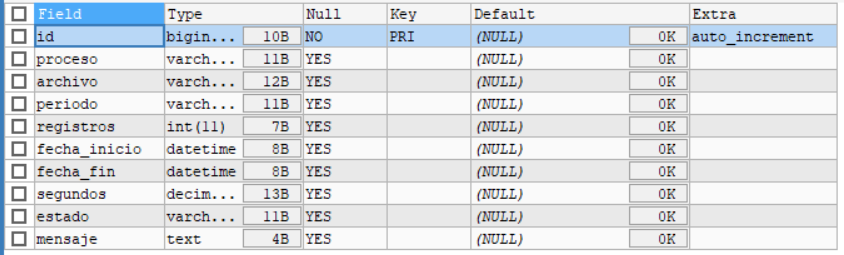 Field Type Null Key Default Extra
id bigin... 10B NO PRI (NULL) 0K auto_increment
proceso varch... 11B YES (NULL) 0K
archivo varch... 12B YES (NULL) 0K
periodo varch... 11B YES (NULL) 0K
registros int(11) 7B YES (NULL) 0K
fecha_inicio datetime 8B YES (NULL) 0K
fecha_fin datetime 8B YES (NULL) 0K
segundos decim... 13B YES (NULL) 0K
estado varch... 11B YES (NULL) 0K
mensaje text 4B YES (NULL) 0K